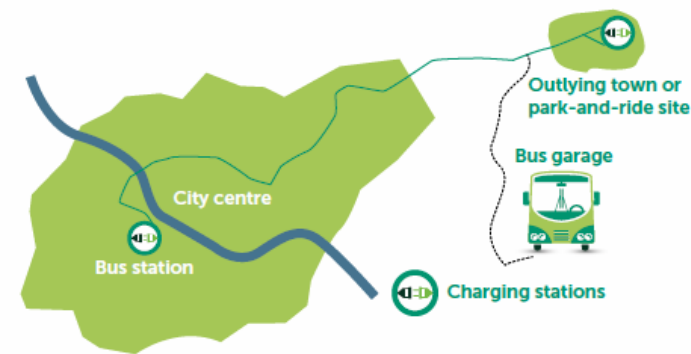 Outlying town or
park-and-ride site
Bus garage
City centre
Bus station
Charging stations